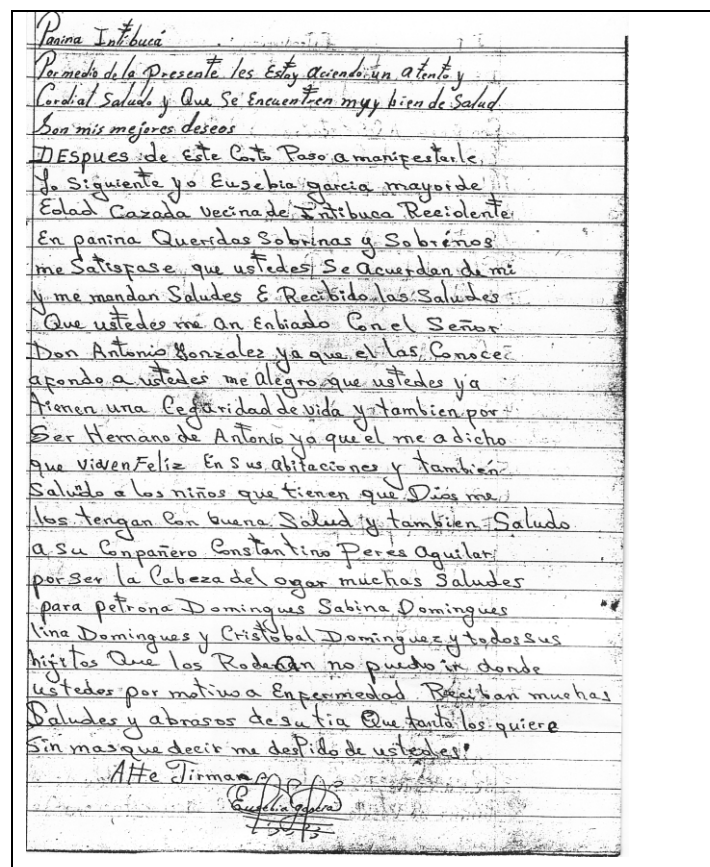 Panina Intibucá
Por medio de la Presente les Estoy aciendo un atento y
Cordial Saludo y Que Se Encuentren muy bien de Salud
Son mis mejores deseos
DEspues de Este Corto Paso a manifestarle
Lo Siguiente yo Eusebia garcia mayor de
Edad Cazada vecina de Intibuca Recidente
En panina Queridas Sobrinas y Sobrinos
me Satisfase que ustedes Se acuerdan de mi
y me mandan Saludes E Recibido las Saludes
Que ustedes me an Enbiado Con el Señor
Don Antonio Gonzalez ya que el las Conoce
afondo a ustedes me alegro que ustedes ya
tienen una Ceguridad de vida y tambien por
Ser Hermano de Antonio ya que el me a dicho
que viven Feliz En Sus abitaciones y tambien
Saludo a los niños que tienen que Dios me
los tengan Con buena Salud y tambien Saludo
a Su Conpañero Constantino Peres aguilar
por Ser la Cabeza del ogar muchas Saludes
para petrona Domingues Sabina Domingues
lina Domingues y Cristobal Dominguez y todos sus
hijitos Que los Rodean no puedo ir donde
ustedes por motivo a Enfermedad Reciban muchas
Saludes y abrasos de su tia Que tanto los quiere
Sin mas que decir me despido de ustedes.
Atte Firman
Eusebia garcia